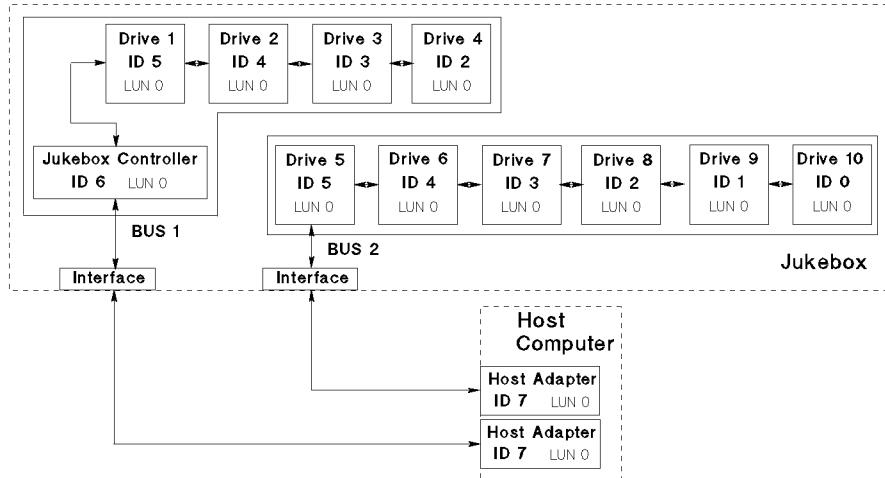 Drive 1
ID 5
LUN 0
Drive 2
ID 4
LUN 0
Drive 3
ID 3
LUN 0
Drive 4
ID 2
LUN 0
Jukebox Controller
ID 6 LUN 0
BUS 1
Interface
Drive 5
ID 5
LUN 0
Drive 6
ID 4
LUN 0
Drive 7
ID 3
LUN 0
Drive 8
ID 2
LUN 0
Drive 9
ID 1
LUN 0
Drive 10
ID 0
LUN 0
BUS 2
Interface
Jukebox
Host
Computer
Host Adapter
ID 7 LUN 0
Host Adapter
ID 7 LUN 0